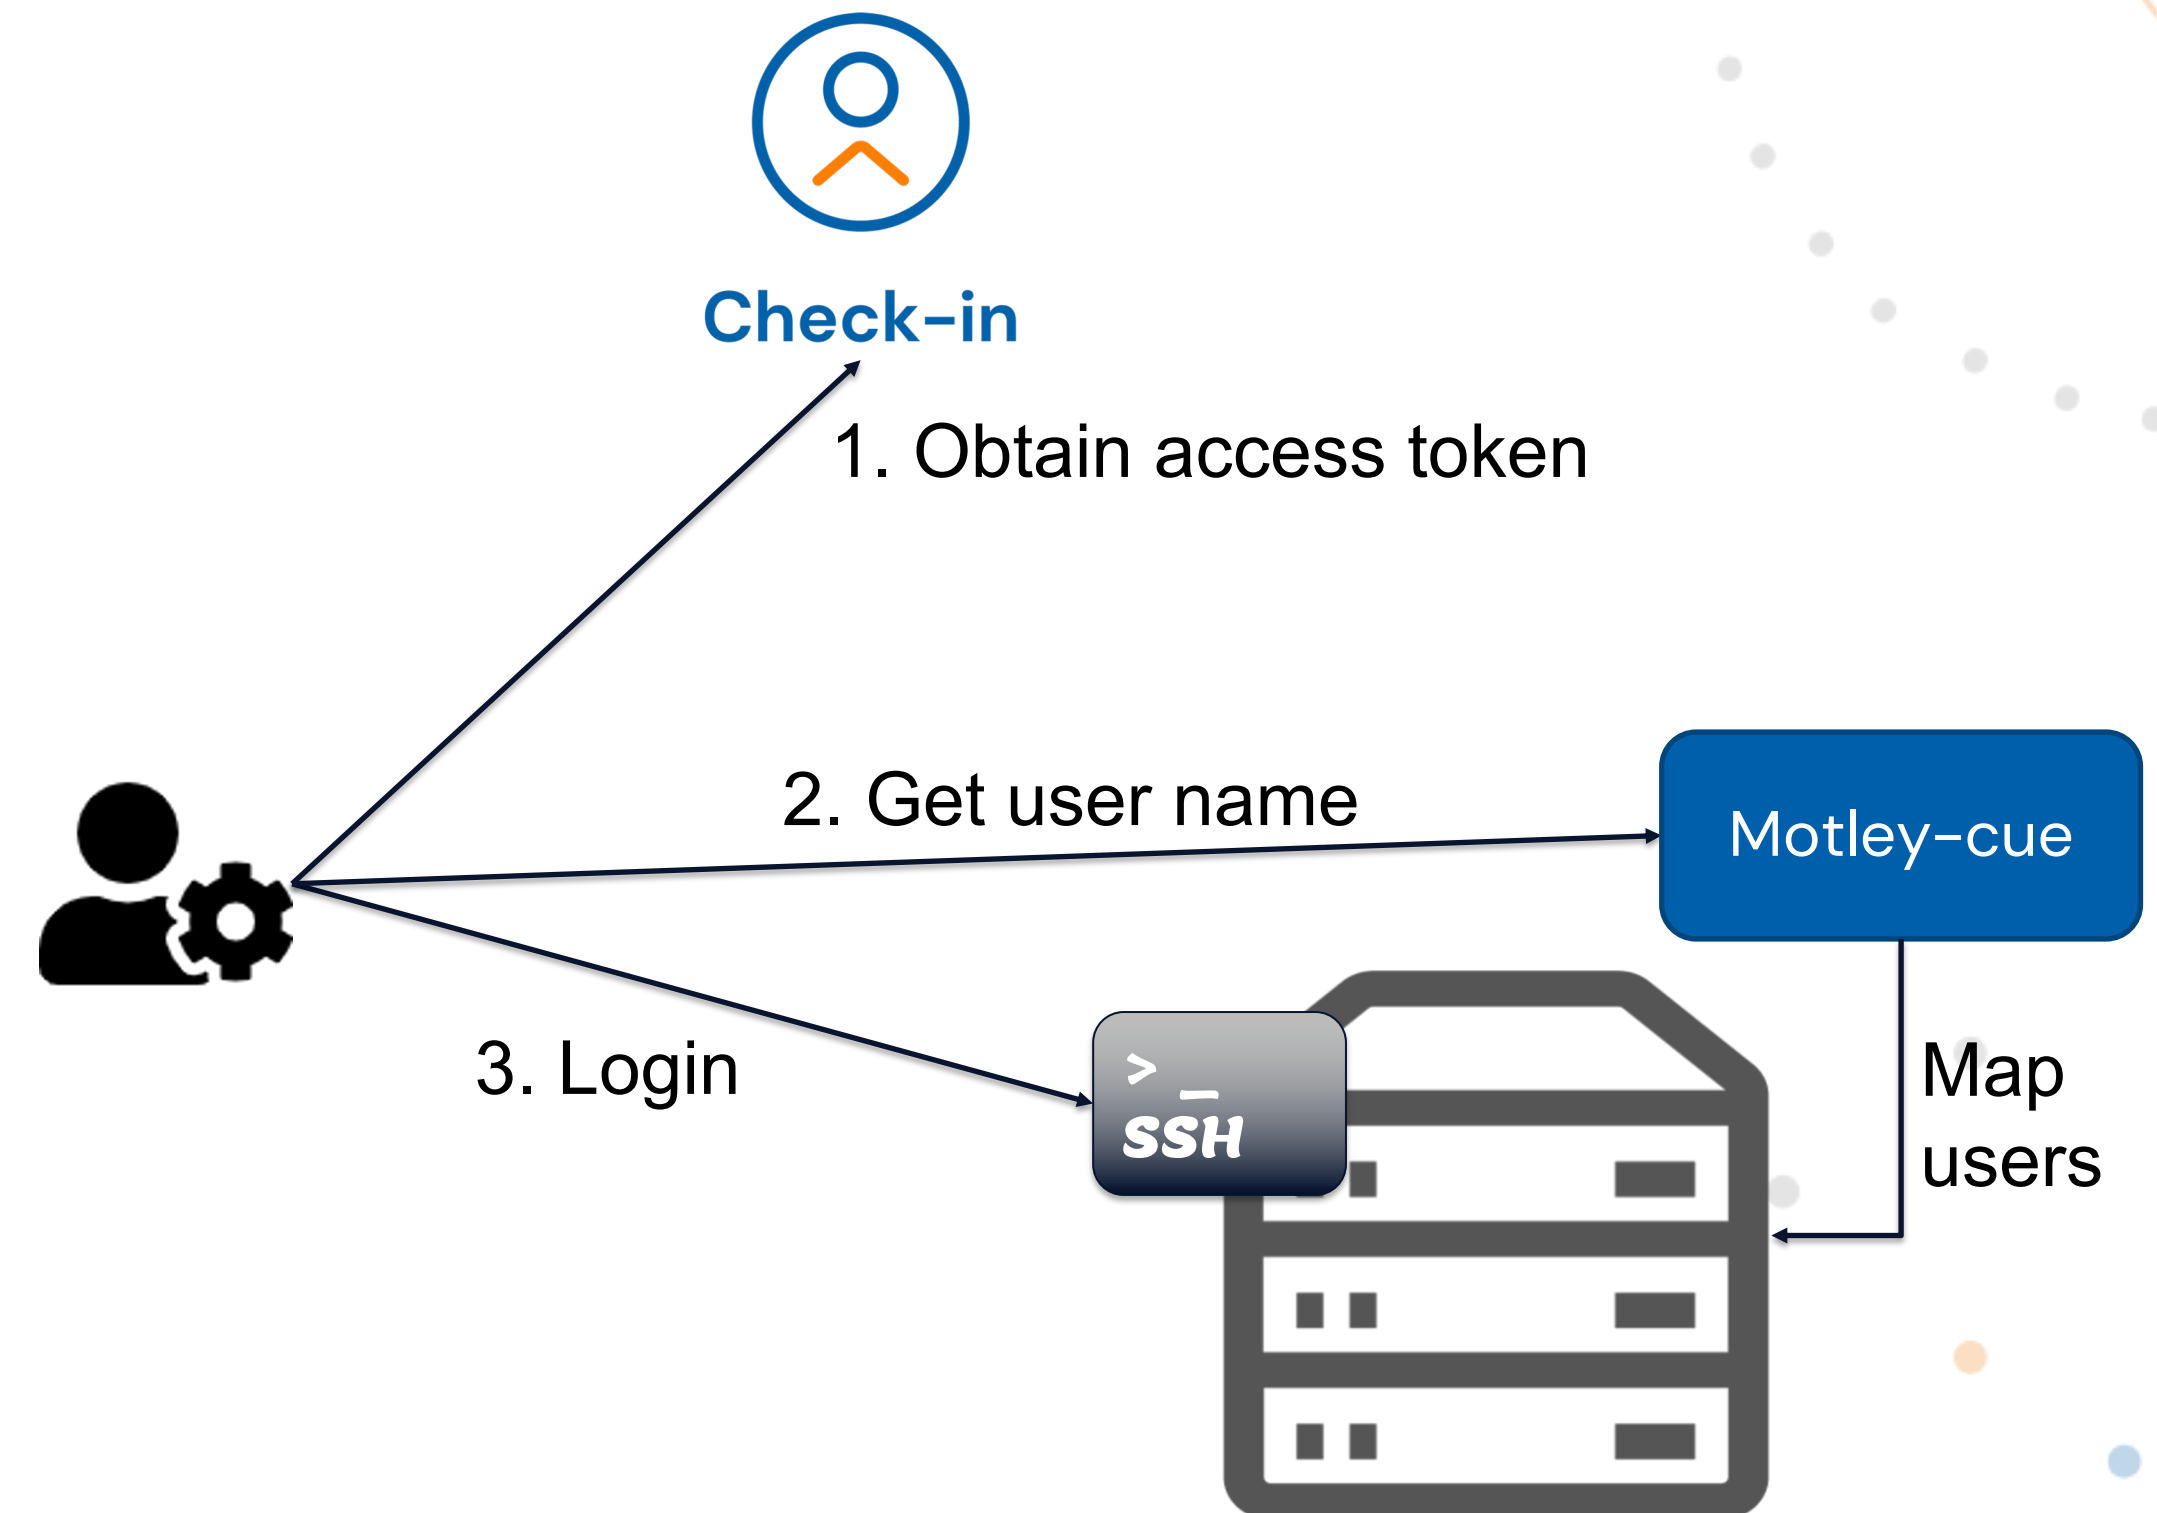 Check-in
1. Obtain access token
2. Get user name
Motley-cue
3. Login
> _
SSH
Map
users